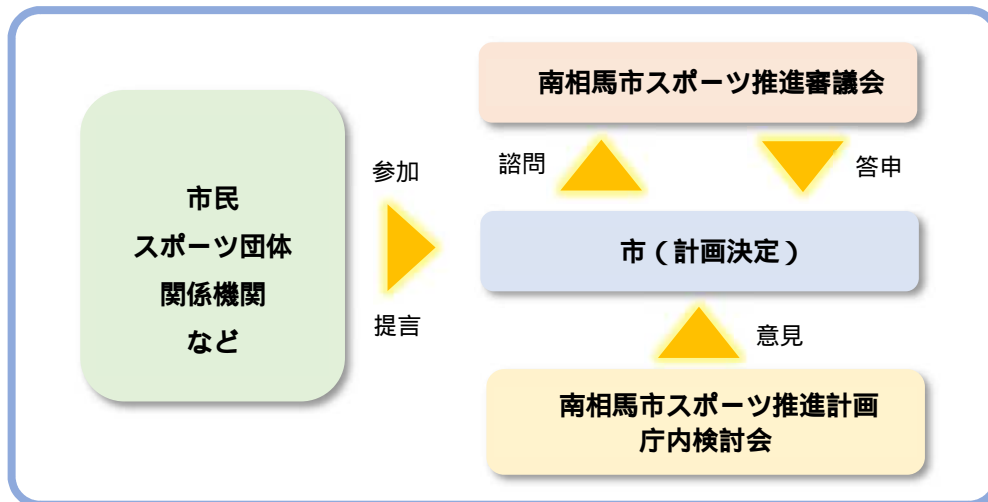 南相馬市スポーツ推進審議会
諮問
答申
市民
スポーツ団体
関係機関
など
参加
提言
市（計画決定）
意見
南相馬市スポーツ推進計画
庁内検討会